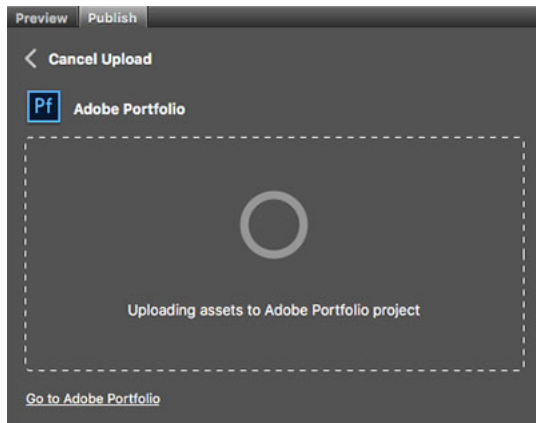 Preview Publish
Cancel Upload
Pf Adobe Portfolio
Uploading assets to Adobe Portfolio project
Go to Adobe Portfolio